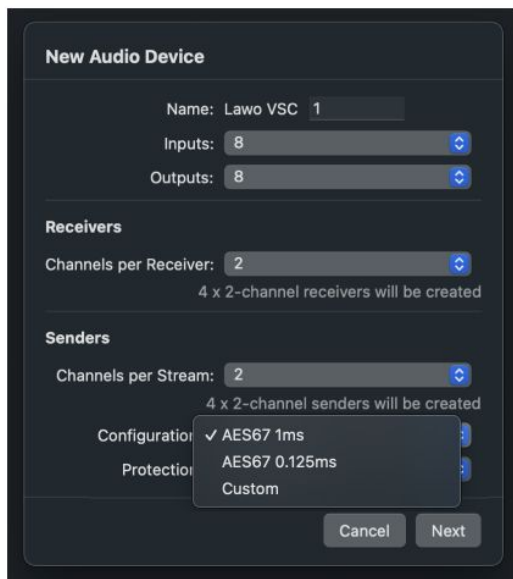 New Audio Device
Name: Lawo VSC 1
Inputs: 8
Outputs: 8
Receivers
Channels per Receiver: 2
4 x 2-channel receivers will be created
Senders
Channels per Stream: 2
4 x 2-channel senders will be created
Configuration ✓ AES67 1ms
AES67 0.125ms
Protection
Custom
Cancel Next